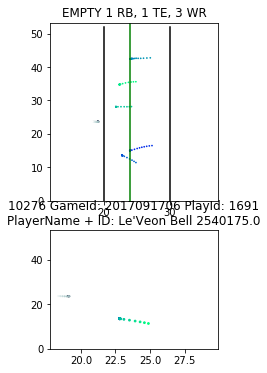 EMPTY 1 RB, 1 TE, 3 WR
50
40
30
20
10
0
20 30
10276 GameId: 2017091706 PlayId: 1691
PlayerName + ID: Le'Veon Bell 2540175.0
40
20
0
20.0 22.5 25.0 27.5